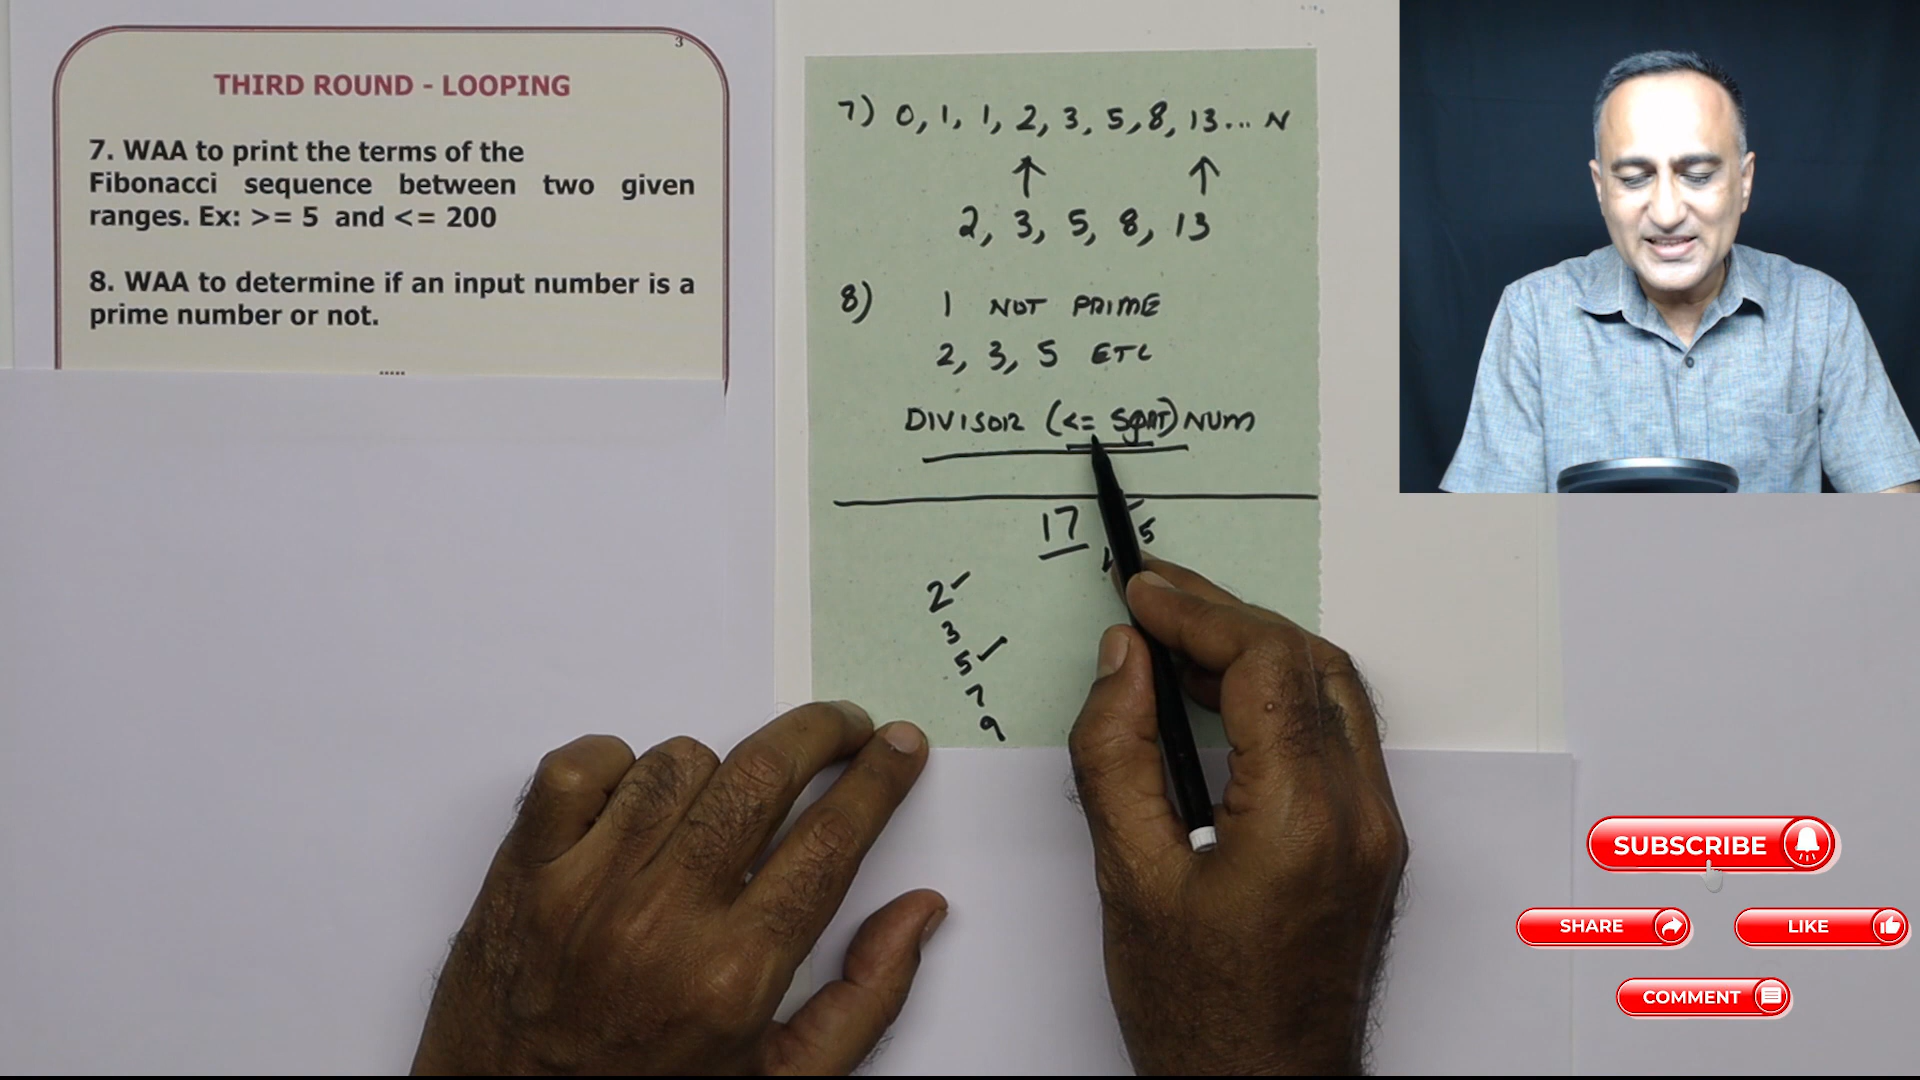 3
THIRD ROUND - LOOPING
7. WAA to print the terms of the
Fibonacci sequence between two given
ranges. Ex: >= 5 and <= 200
8. WAA to determine if an input number is a
prime number or not.
.....
7) 0, 1, 1, 2, 3, 5, 8, 13... N
2, 3, 5, 8, 13
8) 1 NOT PRIME
2, 3, 5 ETC
DIVISOR (<= SQRT) NUM
17
5
2
3
5
7
9
SUBSCRIBE
SHARE
LIKE
COMMENT